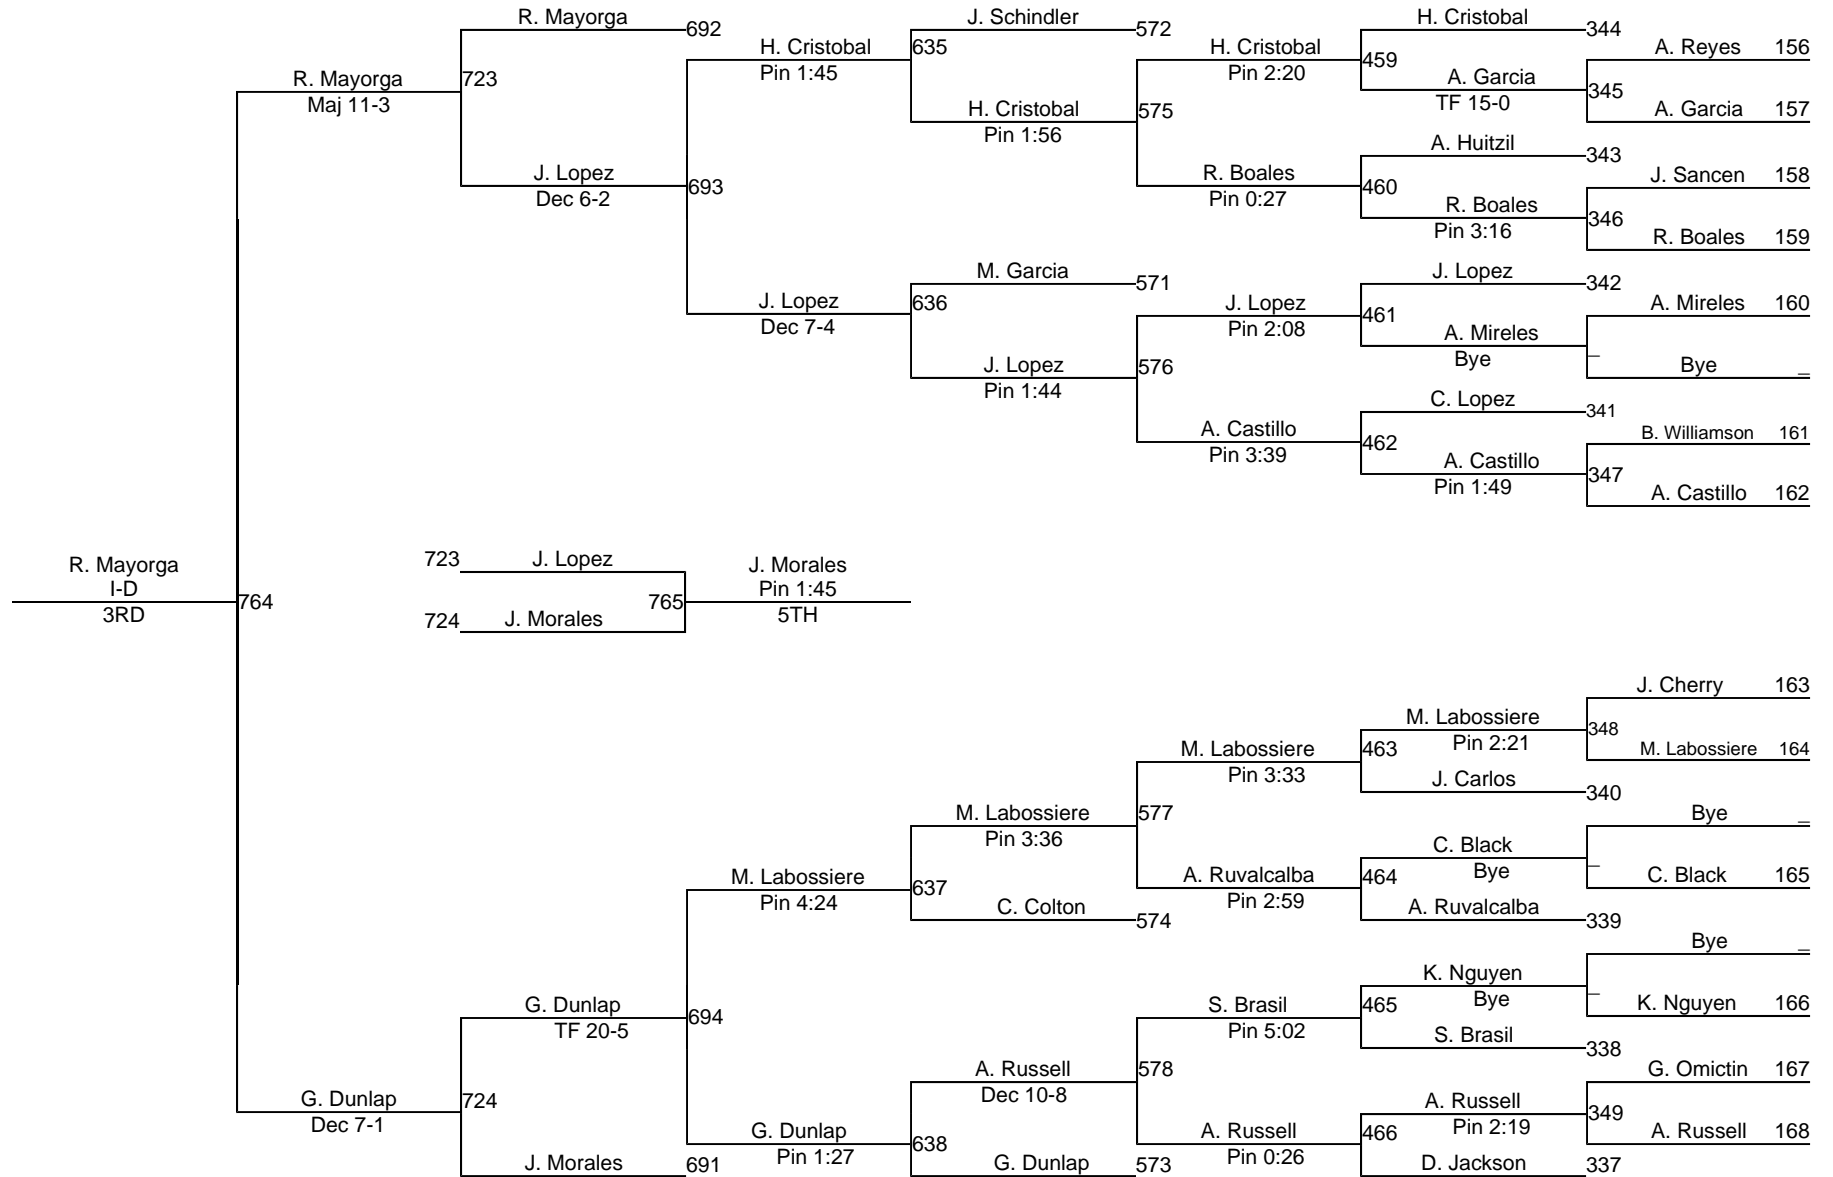 R. Mayorga
692
J. Schindler
572
H. Cristobal
344
H. Cristobal
Pin 1:45
635
H. Cristobal
Pin 2:20
459
A. Reyes 156
R. Mayorga
Maj 11-3
723
A. Garcia
TF 15-0
345
H. Cristobal
Pin 1:56
575
A. Garcia 157
A. Huitzil
343
J. Lopez
Dec 6-2
693
R. Boales
Pin 0:27
460
J. Sancen 158
R. Boales
Pin 3:16
346
R. Boales 159
M. Garcia
571
J. Lopez
342
J. Lopez
Dec 7-4
636
J. Lopez
Pin 2:08
461
A. Mireles 160
A. Mireles
Bye
_
J. Lopez
Pin 1:44
576
Bye _
C. Lopez
341
A. Castillo
Pin 3:39
462
B. Williamson 161
A. Castillo
Pin 1:49
347
A. Castillo 162
R. Mayorga
I-D
3RD
764
723 J. Lopez
724 J. Morales
765
J. Morales
Pin 1:45
5TH
J. Cherry 163
M. Labossiere
Pin 2:21
348
M. Labossiere
Pin 3:33
463
M. Labossiere 164
J. Carlos
340
M. Labossiere
Pin 3:36
577
Bye _
C. Black
Bye
_
M. Labossiere
Pin 4:24
637
A. Ruvalcalba
Pin 2:59
464
C. Black 165
C. Colton
574
A. Ruvalcalba
339
Bye _
K. Nguyen
Bye
_
G. Dunlap
TF 20-5
694
S. Brasil
Pin 5:02
465
K. Nguyen 166
S. Brasil
338
A. Russell
Dec 10-8
578
G. Omictin 167
G. Dunlap
Dec 7-1
724
A. Russell
Pin 2:19
349
G. Dunlap
Pin 1:27
638
A. Russell
Pin 0:26
466
A. Russell 168
J. Morales
691
G. Dunlap
573
D. Jackson
337